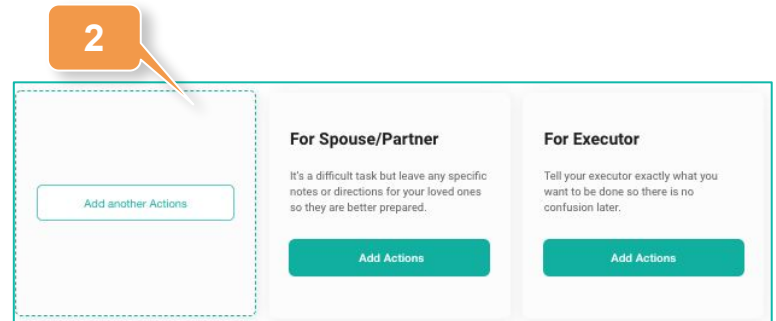 2
Add another Actions
For Spouse/Partner
It's a difficult task but leave any specific
notes or directions for your loved ones
so they are better prepared.
Add Actions
For Executor
Tell your executor exactly what you
want to be done so there is no
confusion later.
Add Actions